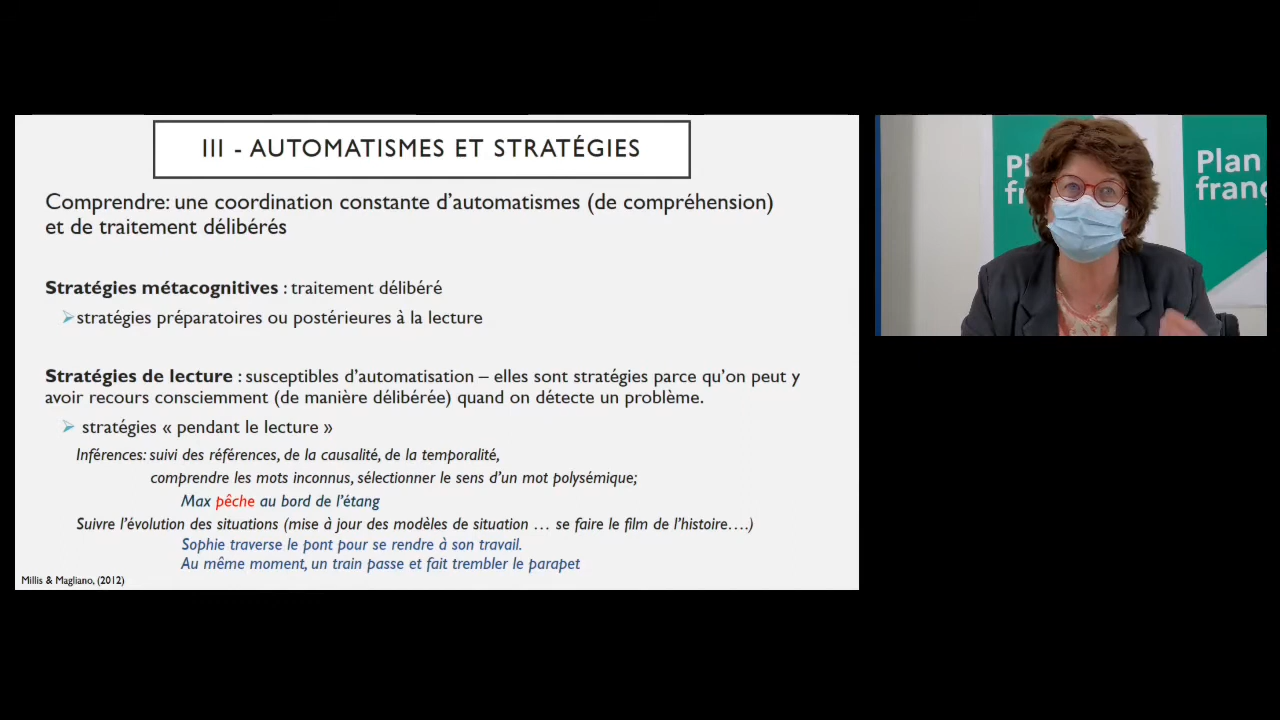 III - AUTOMATISMES ET STRATÉGIES
Comprendre: une coordination constante d'automatismes (de compréhension)
et de traitement délibérés
Stratégies métacognitives : traitement délibéré
➢stratégies préparatoires ou postérieures à la lecture
Stratégies de lecture : susceptibles d'automatisation – elles sont stratégies parce qu'on peut y
avoir recours consciemment (de manière délibérée) quand on détecte un problème.
➢ stratégies « pendant le lecture »
Inférences: suivi des références, de la causalité, de la temporalité,
comprendre les mots inconnus, sélectionner le sens d'un mot polysémique;
Max pêche au bord de l'étang
Suivre l'évolution des situations (mise à jour des modèles de situation … se faire le film de l'histoire….)
Sophie traverse le pont pour se rendre à son travail.
Au même moment, un train passe et fait trembler le parapet
Millis & Magliano, (2012)
Plan
franç